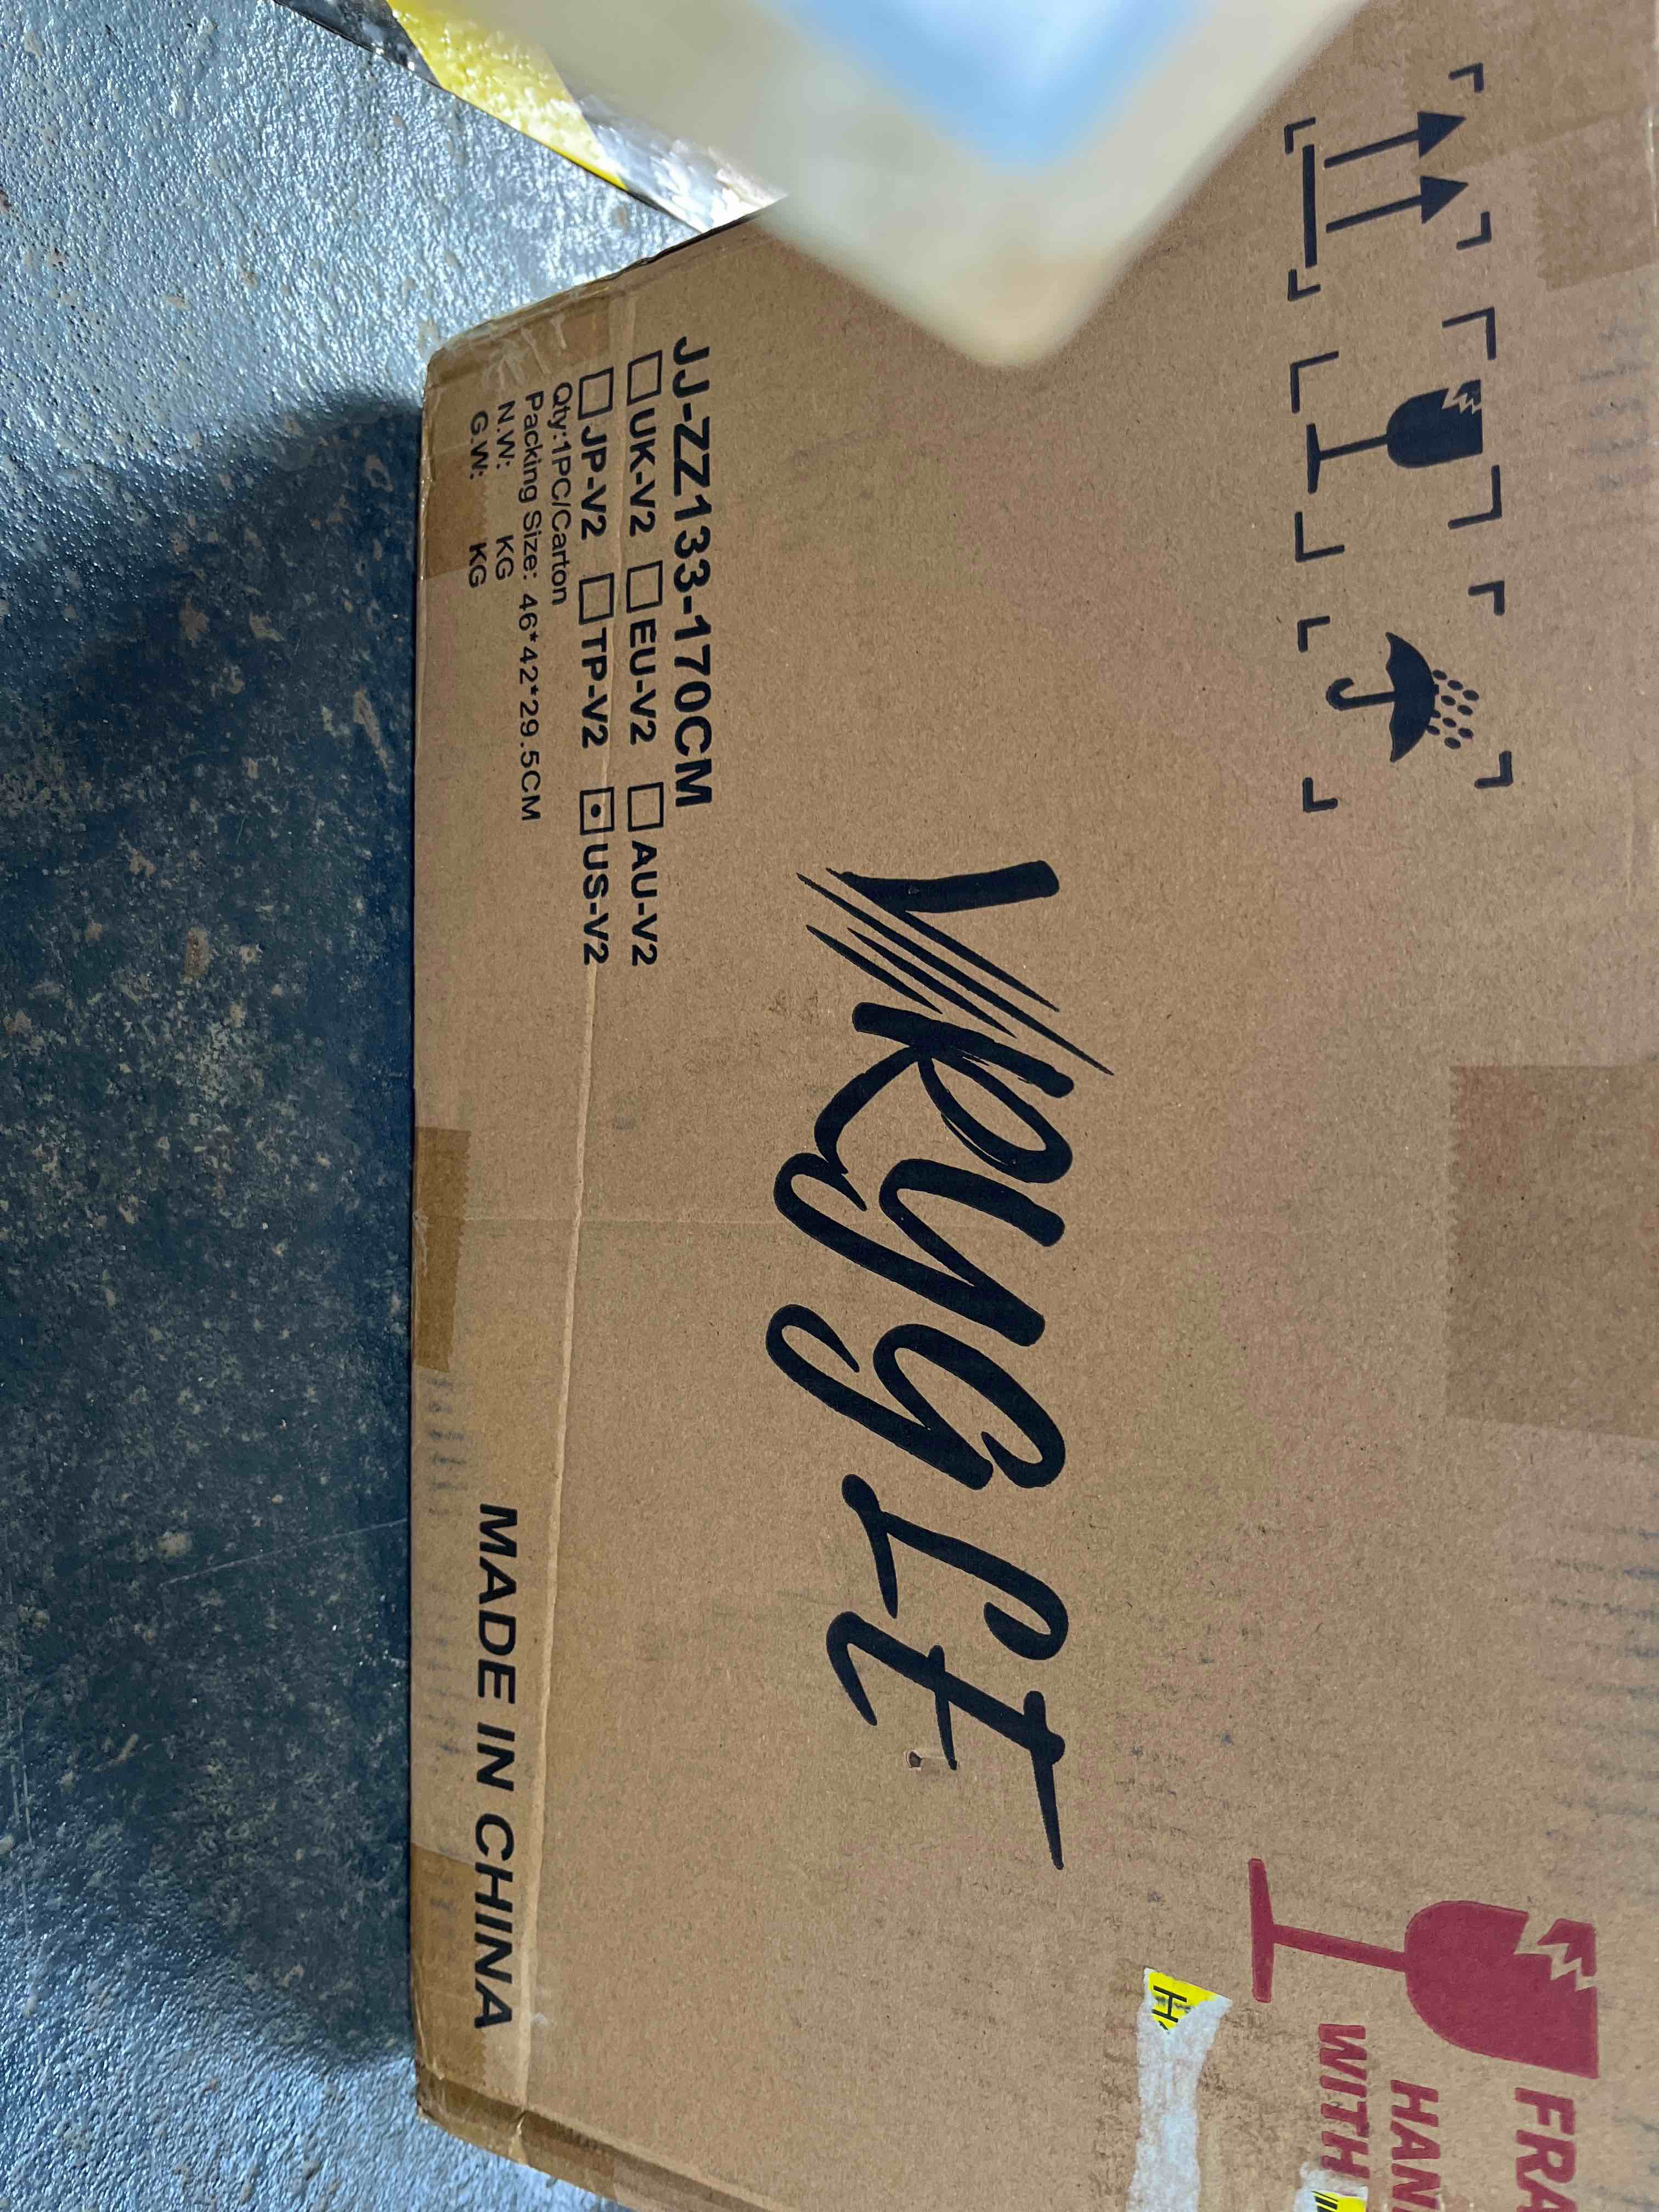 VRYGLE
JJ-ZZ133-170CM
UK-V2 EU-V2 AU-V2
JP-V2 TP-V2 US-V2
Qty:1PC/Carton
Packing Size: 46*42*29.5CM
N.W: KG
G.W: KG
MADE IN CHINA
FRA
HAN
WITH